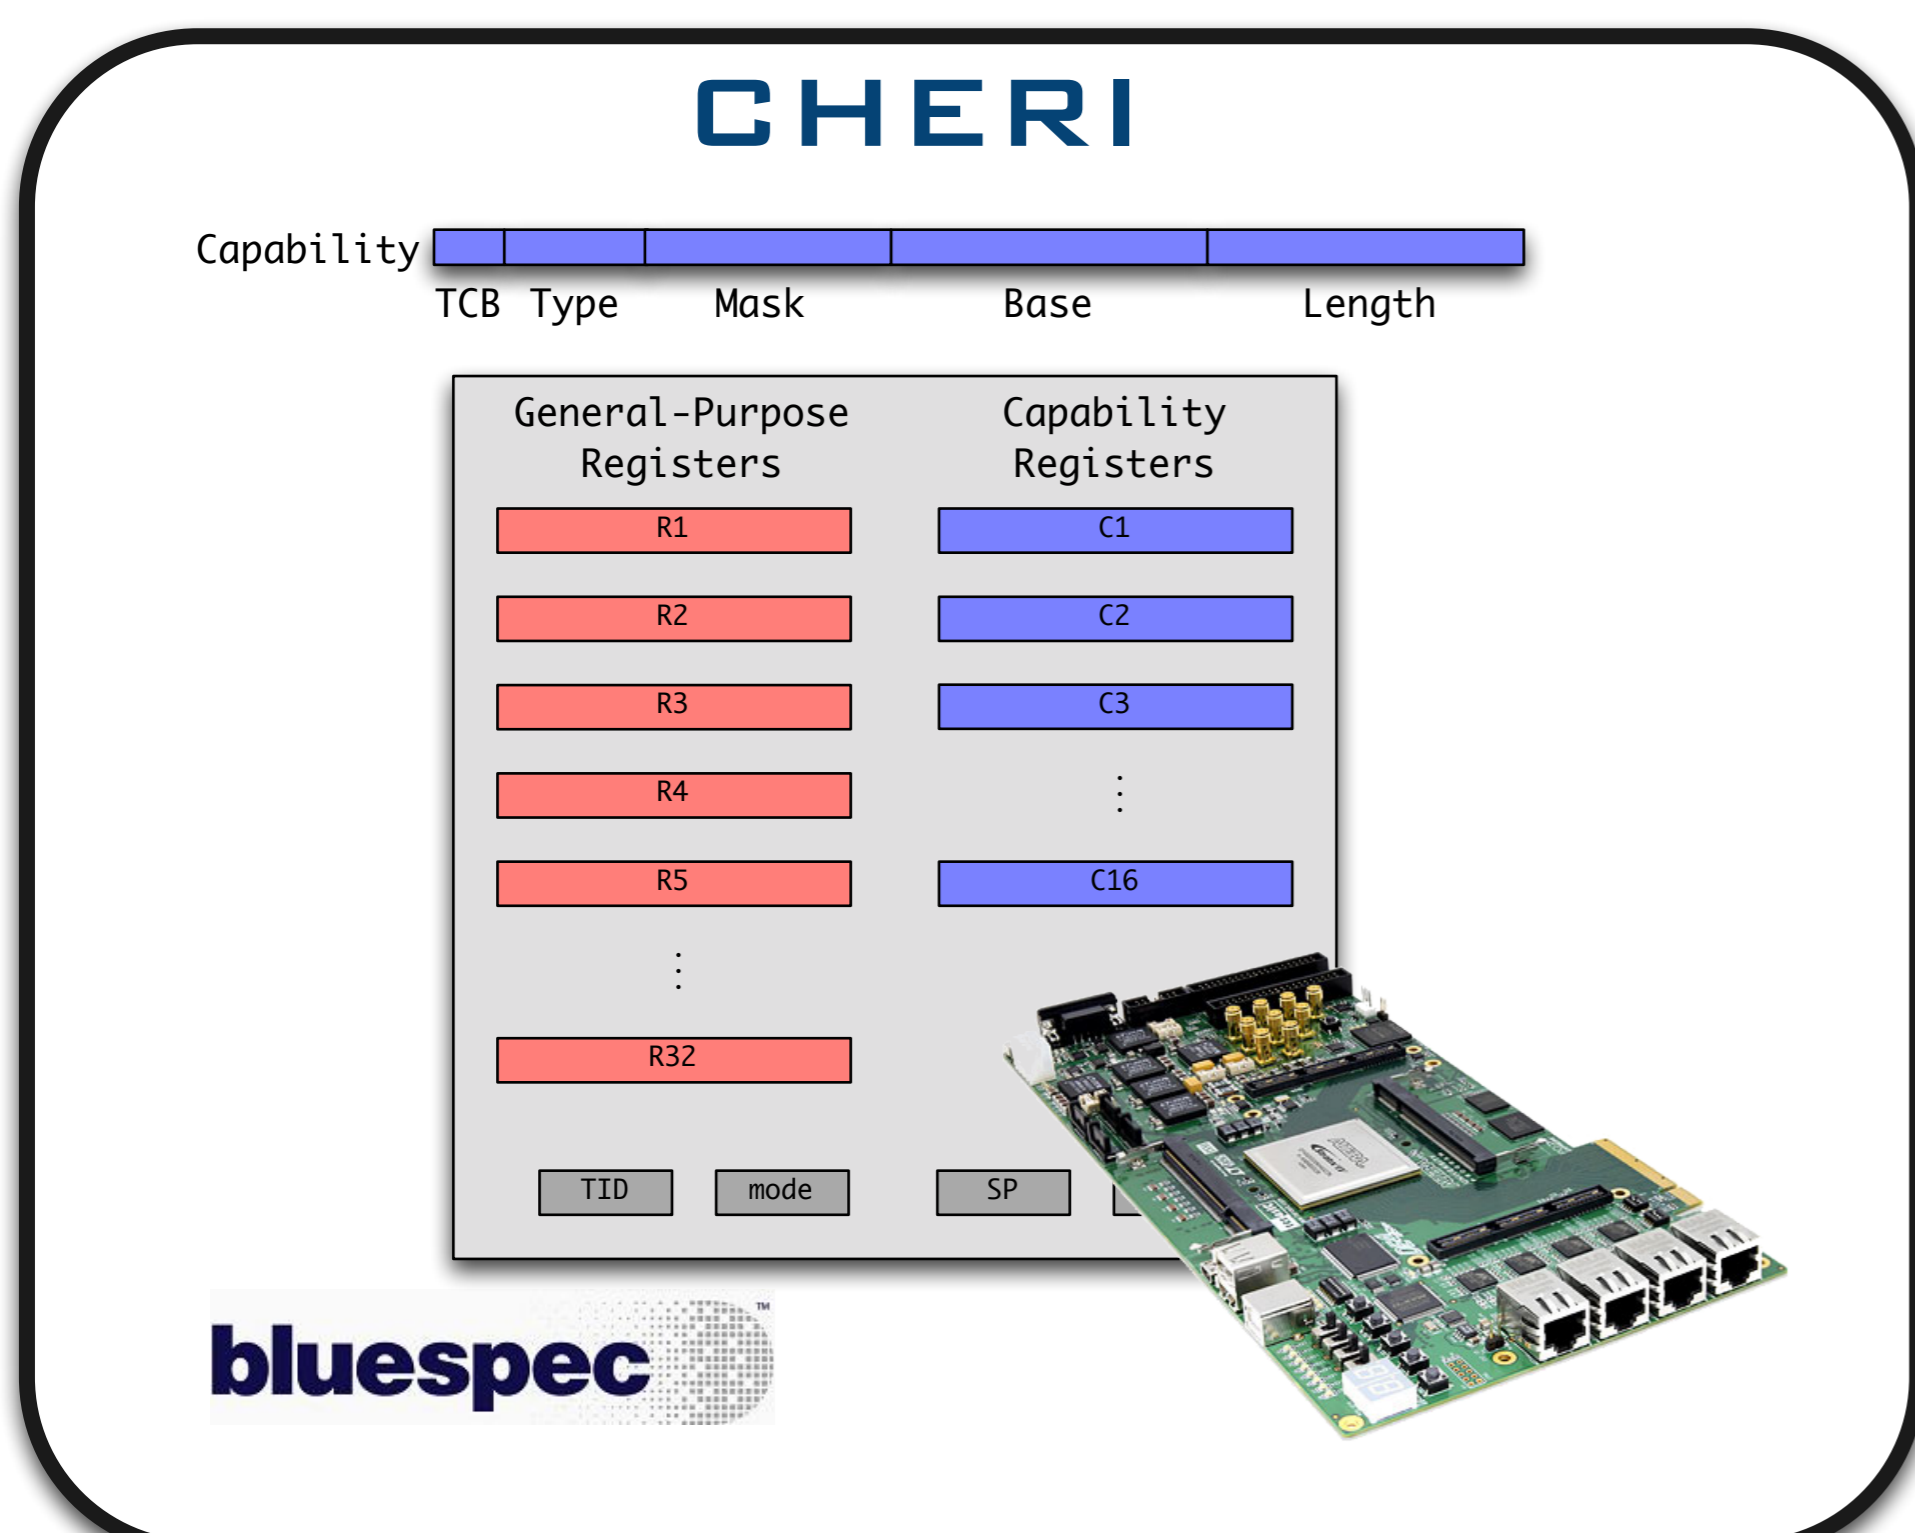 CHERI
Capability
TCB Type Mask Base Length
General-Purpose
Registers
Capability
Registers
R1
C1
R2
C2
R3
C3
R4
R5
C16
R32
TID
mode
SP
bluespec
TM